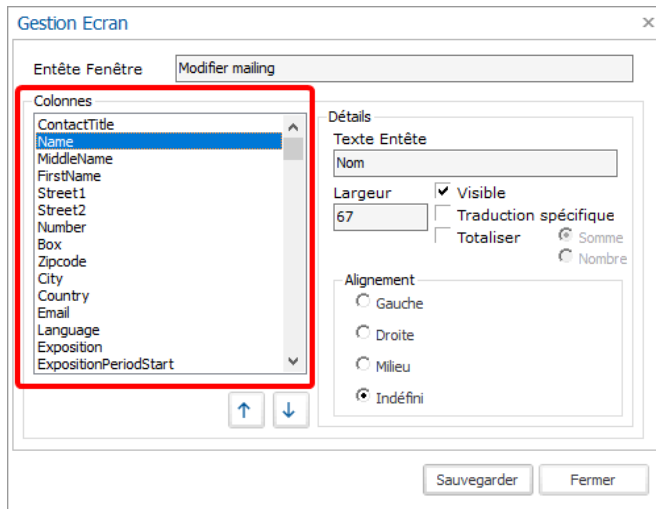 Gestion Ecran
Entête Fenêtre Modifier mailing
Colonnes
ContactTitle
Name
MiddleName
FirstName
Street1
Street2
Number
Box
Zipcode
City
Country
Email
Language
Exposition
ExpositionPeriodStart
Détails
Texte Entête
Nom
Largeur
67
Visible
Traduction spécifique
Totaliser
Somme
Nombre
Alignement
Gauche
Droite
Milieu
Indéfini
Sauvegarder Fermer